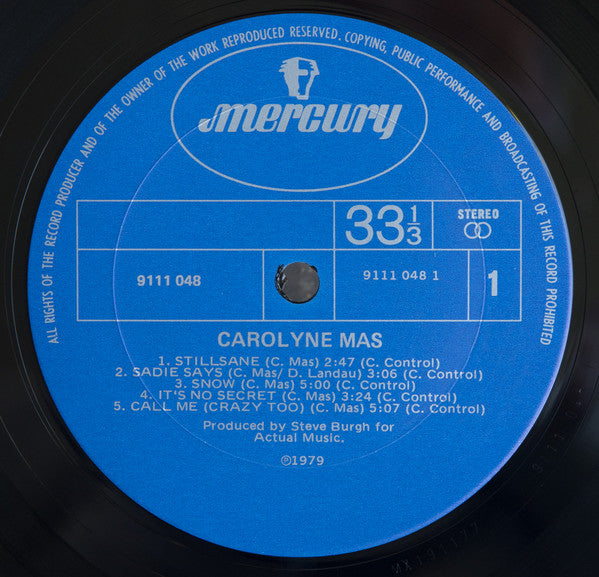 ALL RIGHTS OF THE RECORD PRODUCER AND OF THE OWNER OF THE WORK REPRODUCED RESERVED. COPYING, PUBLIC PERFORMANCE AND BROADCASTING OF THIS RECORD PROHIBITED
mercury
33 1/3
STEREO
9111 048
9111 048 1
1
CAROLYNE MAS
1. STILLSANE (C. Mas) 2:47 (C. Control)
2. SADIE SAYS (C. Mas/ D. Landau) 3:06 (C. Control)
3. SNOW (C. Mas) 5:00 (C. Control)
4. IT'S NO SECRET (C. Mas) 3:24 (C. Control)
5. CALL ME (CRAZY TOO) (C. Mas) 5:07 (C. Control)
Produced by Steve Burgh for
Actual Music.
℗1979